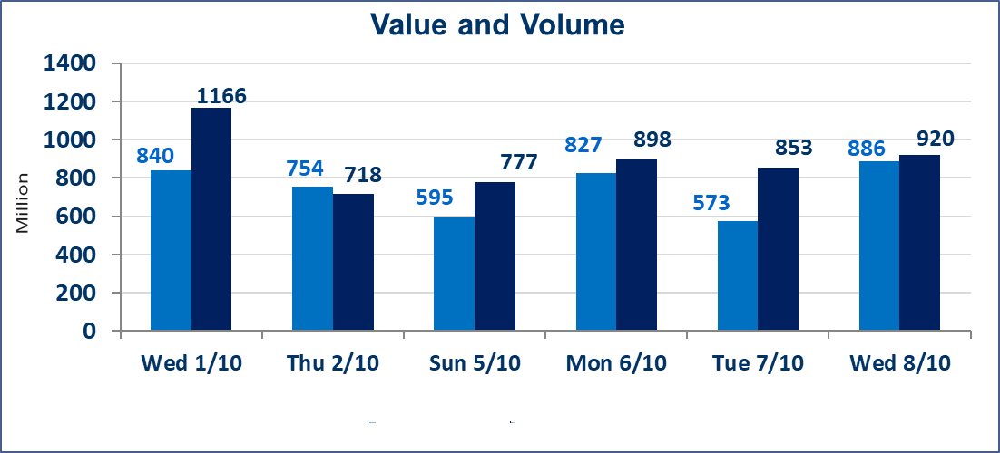 Value and Volume
1400
1200
1000
800
600
400
200
0
Million
840
1166
754
718
595
777
827
898
573
853
886
920
Wed 1/10
Thu 2/10
Sun 5/10
Mon 6/10
Tue 7/10
Wed 8/10